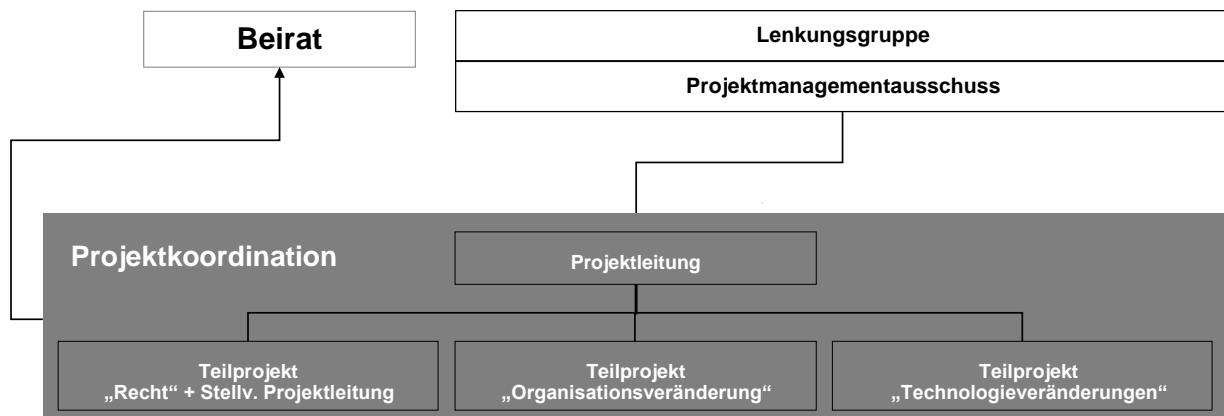 Beirat
Lenkungsgruppe
Projektmanagementausschuss
Projektkoordination
Projektleitung
Teilprojekt
„Recht“ + Stellv. Projektleitung
Teilprojekt
„Organisationsveränderung“
Teilprojekt
„Technologieveränderungen“